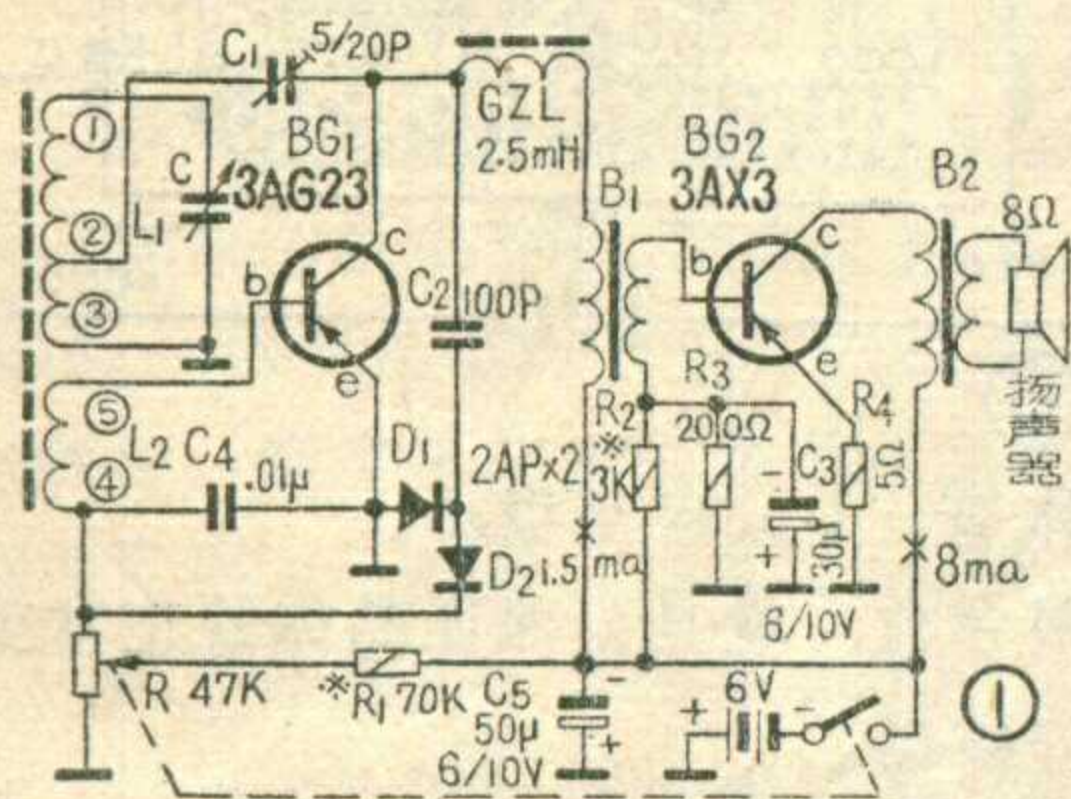 C₁ 5/20P
GZL
2.5mH
①
BG₁
3AG23
BG₂
3AX3
B₁
B₂
8Ω
C
L₁
②
③
b
c
e
C₂ 100P
b
c
e
R₃
200Ω
R₂
※
3K
R₄
5Ω
扬声器
⑤
L₂
④
C₄
.01μ
D₁
2AP×2
C₃
-
+
30μ
6/10V
D₂
1.5 ma
8ma
R 47K
※R₁ 70K
C₅
50μ
6/10V
-
+
6V
+
-
①